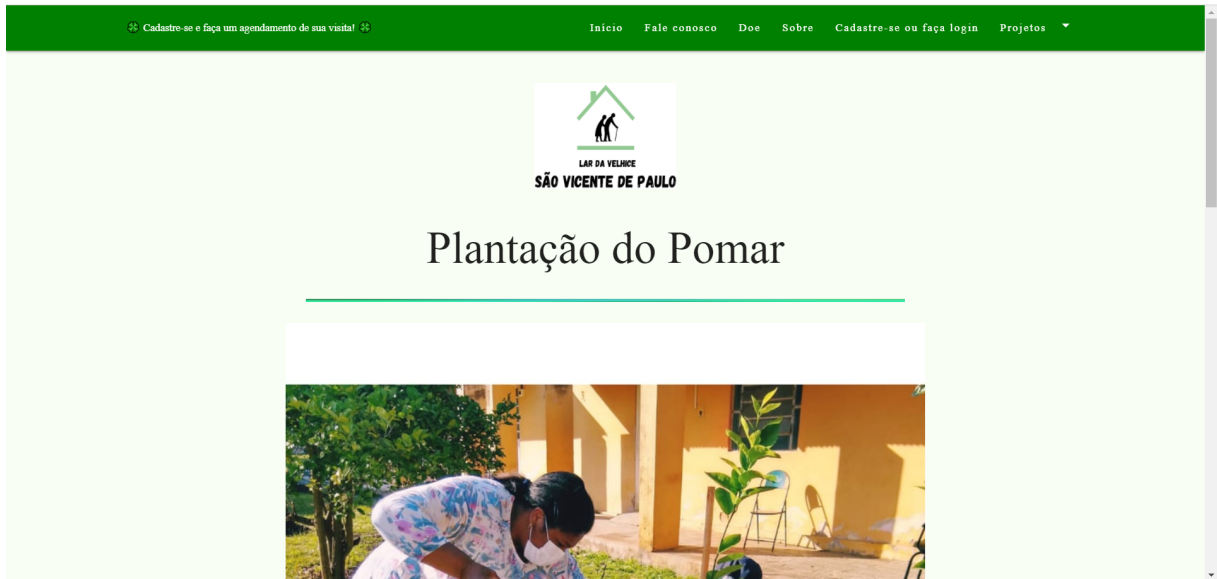 Cadastre-se e faça um agendamento de sua visita!
Início Fale conosco Doe Sobre Cadastre-se ou faça login Projetos
LAR DA VELHICE
SÃO VICENTE DE PAULO
Plantação do Pomar